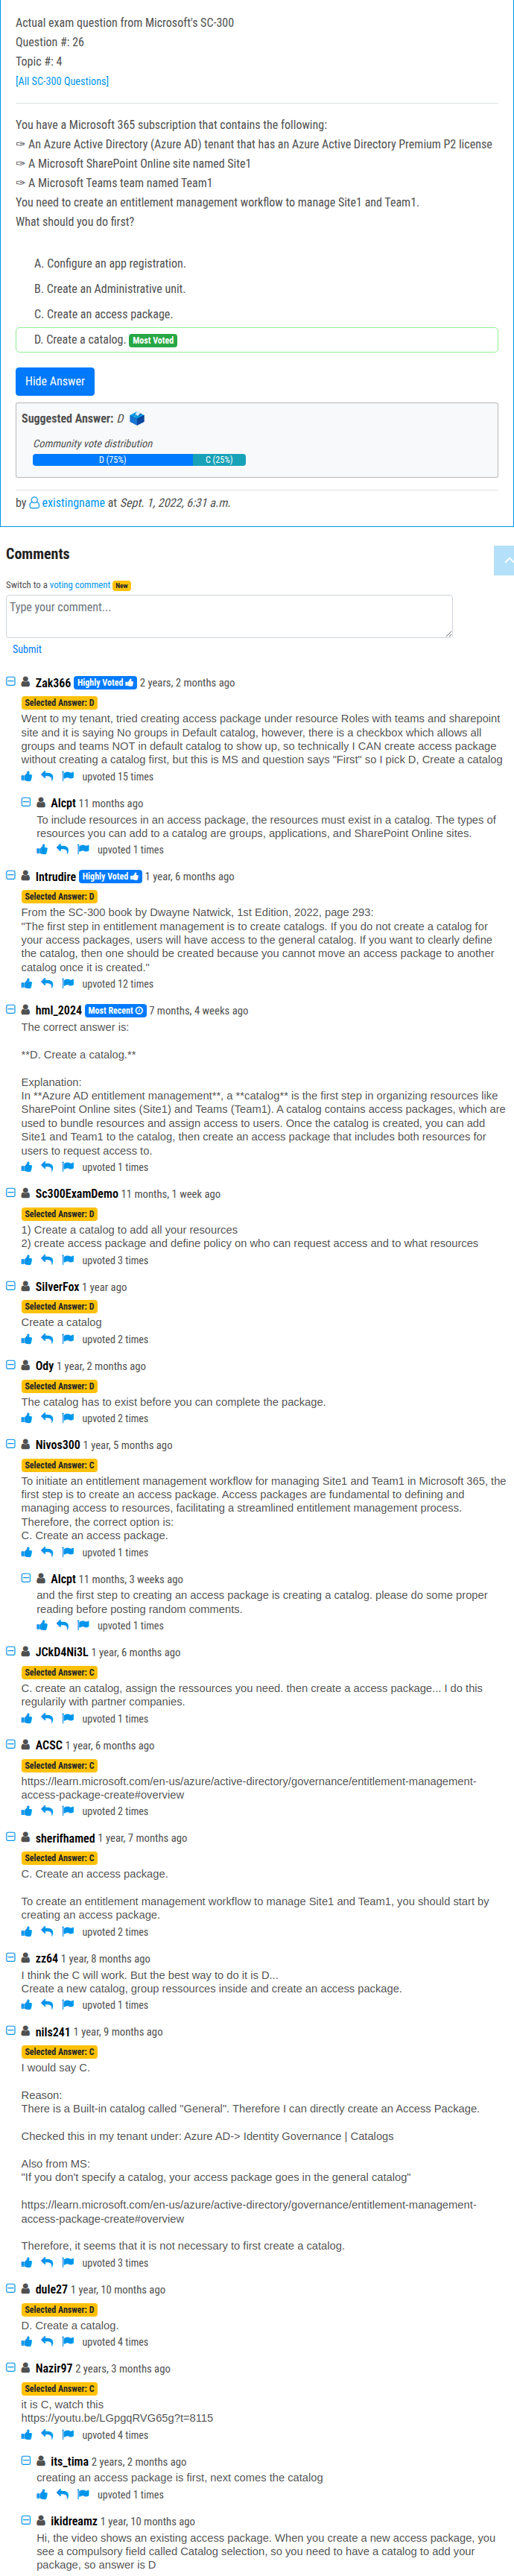 Actual exam question from Microsoft's SC-300
Question #: 26
Topic #: 4
[All SC-300 Questions]
You have a Microsoft 365 subscription that contains the following:
✑ An Azure Active Directory (Azure AD) tenant that has an Azure Active Directory Premium P2 license
✑ A Microsoft SharePoint Online site named Site1
✑ A Microsoft Teams team named Team1
You need to create an entitlement management workflow to manage Site1 and Team1.
What should you do first?
A. Configure an app registration.
B. Create an Administrative unit.
C. Create an access package.
D. Create a catalog. Most Voted
Hide Answer
Suggested Answer: D
Community vote distribution
D (75%) C (25%)
by existingname at Sept. 1, 2022, 6:31 a.m.
Comments
Switch to a voting comment New
Type your comment...
Submit
Zak366 Highly Voted 2 years, 2 months ago
Selected Answer: D
Went to my tenant, tried creating access package under resource Roles with teams and sharepoint
site and it is saying No groups in Default catalog, however, there is a checkbox which allows all
groups and teams NOT in default catalog to show up, so technically I CAN create access package
without creating a catalog first, but this is MS and question says "First" so I pick D, Create a catalog
upvoted 15 times
Alcpt 11 months ago
To include resources in an access package, the resources must exist in a catalog. The types of
resources you can add to a catalog are groups, applications, and SharePoint Online sites.
upvoted 1 times
Intrudire Highly Voted 1 year, 6 months ago
Selected Answer: D
From the SC-300 book by Dwayne Natwick, 1st Edition, 2022, page 293:
"The first step in entitlement management is to create catalogs. If you do not create a catalog for
your access packages, users will have access to the general catalog. If you want to clearly define
the catalog, then one should be created because you cannot move an access package to another
catalog once it is created."
upvoted 12 times
hml_2024 Most Recent 7 months, 4 weeks ago
The correct answer is:
**D. Create a catalog.**
Explanation:
In **Azure AD entitlement management**, a **catalog** is the first step in organizing resources like
SharePoint Online sites (Site1) and Teams (Team1). A catalog contains access packages, which are
used to bundle resources and assign access to users. Once the catalog is created, you can add
Site1 and Team1 to the catalog, then create an access package that includes both resources for
users to request access to.
upvoted 1 times
Sc300ExamDemo 11 months, 1 week ago
Selected Answer: D
1) Create a catalog to add all your resources
2) create access package and define policy on who can request access and to what resources
upvoted 3 times
SilverFox 1 year ago
Selected Answer: D
Create a catalog
upvoted 2 times
Ody 1 year, 2 months ago
Selected Answer: D
The catalog has to exist before you can complete the package.
upvoted 2 times
Nivos300 1 year, 5 months ago
Selected Answer: C
To initiate an entitlement management workflow for managing Site1 and Team1 in Microsoft 365, the
first step is to create an access package. Access packages are fundamental to defining and
managing access to resources, facilitating a streamlined entitlement management process.
Therefore, the correct option is:
C. Create an access package.
upvoted 1 times
Alcpt 11 months, 3 weeks ago
and the first step to creating an access package is creating a catalog. please do some proper
reading before posting random comments.
upvoted 1 times
JCkD4Ni3L 1 year, 6 months ago
Selected Answer: C
C. create an catalog, assign the ressources you need. then create a access package... I do this
regularly with partner companies.
upvoted 1 times
ACSC 1 year, 6 months ago
Selected Answer: C
https://learn.microsoft.com/en-us/azure/active-directory/governance/entitlement-management-
access-package-create#overview
upvoted 2 times
sherifhamed 1 year, 7 months ago
Selected Answer: C
C. Create an access package.
To create an entitlement management workflow to manage Site1 and Team1, you should start by
creating an access package.
upvoted 2 times
zz64 1 year, 8 months ago
I think the C will work. But the best way to do it is D...
Create a new catalog, group ressources inside and create an access package.
upvoted 1 times
nils241 1 year, 9 months ago
Selected Answer: C
I would say C.
Reason:
There is a Built-in catalog called "General". Therefore I can directly create an Access Package.
Checked this in my tenant under: Azure AD-> Identity Governance | Catalogs
Also from MS:
"If you don't specify a catalog, your access package goes in the general catalog"
https://learn.microsoft.com/en-us/azure/active-directory/governance/entitlement-management-
access-package-create#overview
Therefore, it seems that it is not necessary to first create a catalog.
upvoted 3 times
dule27 1 year, 10 months ago
Selected Answer: D
D. Create a catalog.
upvoted 4 times
Nazir97 2 years, 3 months ago
Selected Answer: C
it is C, watch this
https://youtu.be/LGpgqRVG65g?t=8115
upvoted 4 times
its_tima 2 years, 2 months ago
creating an access package is first, next comes the catalog
upvoted 1 times
ikidreamz 1 year, 10 months ago
Hi, the video shows an existing access package. When you create a new access package, you
see a compulsory field called Catalog selection, so you need to have a catalog to add your
package, so answer is D